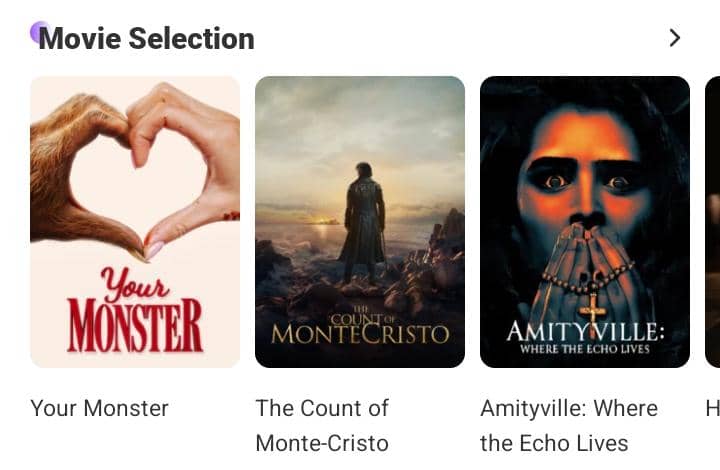 Movie Selection
Your
MONSTER
THE
COUNT OF
MONTECRISTO
AMITYVILLE:
WHERE THE ECHO LIVES
Your Monster
The Count of
Monte-Cristo
Amityville: Where
the Echo Lives
H